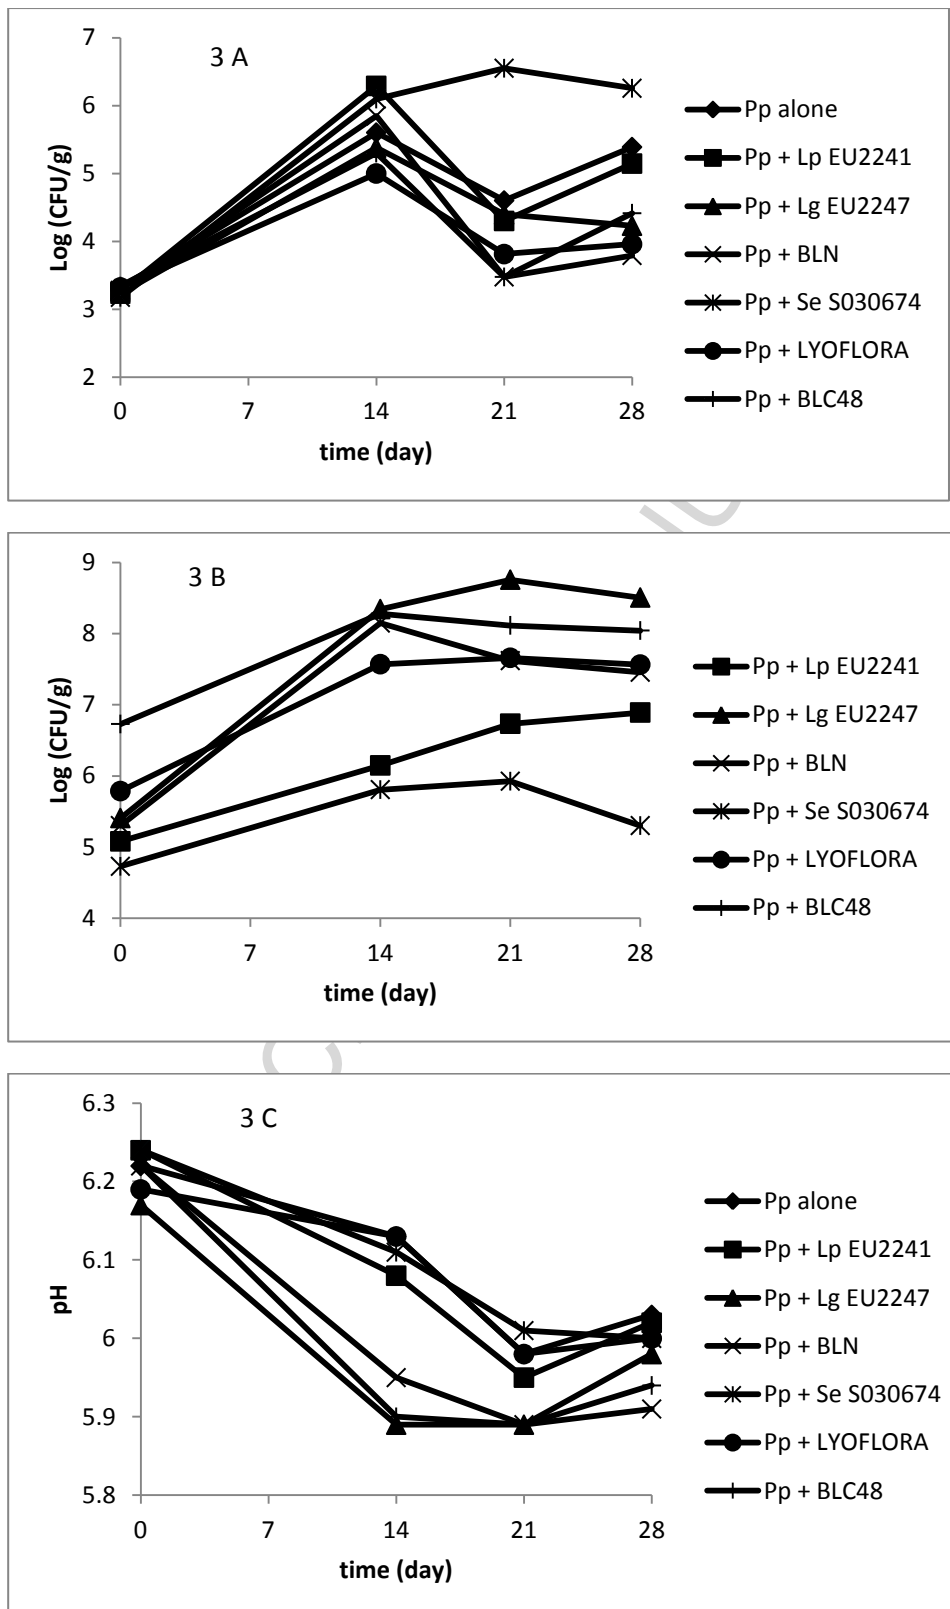 3 A
7
6
5
4
3
2
Log (CFU/g)
0 7 14 21 28
time (day)
Pp alone
Pp + Lp EU2241
Pp + Lg EU2247
Pp + BLN
Pp + Se S030674
Pp + LYOFLORA
Pp + BLC48
3 B
9
8
7
6
5
4
Log (CFU/g)
0 7 14 21 28
time (day)
Pp + Lp EU2241
Pp + Lg EU2247
Pp + BLN
Pp + Se S030674
Pp + LYOFLORA
Pp + BLC48
3 C
6.3
6.2
6.1
6
5.9
5.8
pH
0 7 14 21 28
time (day)
Pp alone
Pp + Lp EU2241
Pp + Lg EU2247
Pp + BLN
Pp + Se S030674
Pp + LYOFLORA
Pp + BLC48